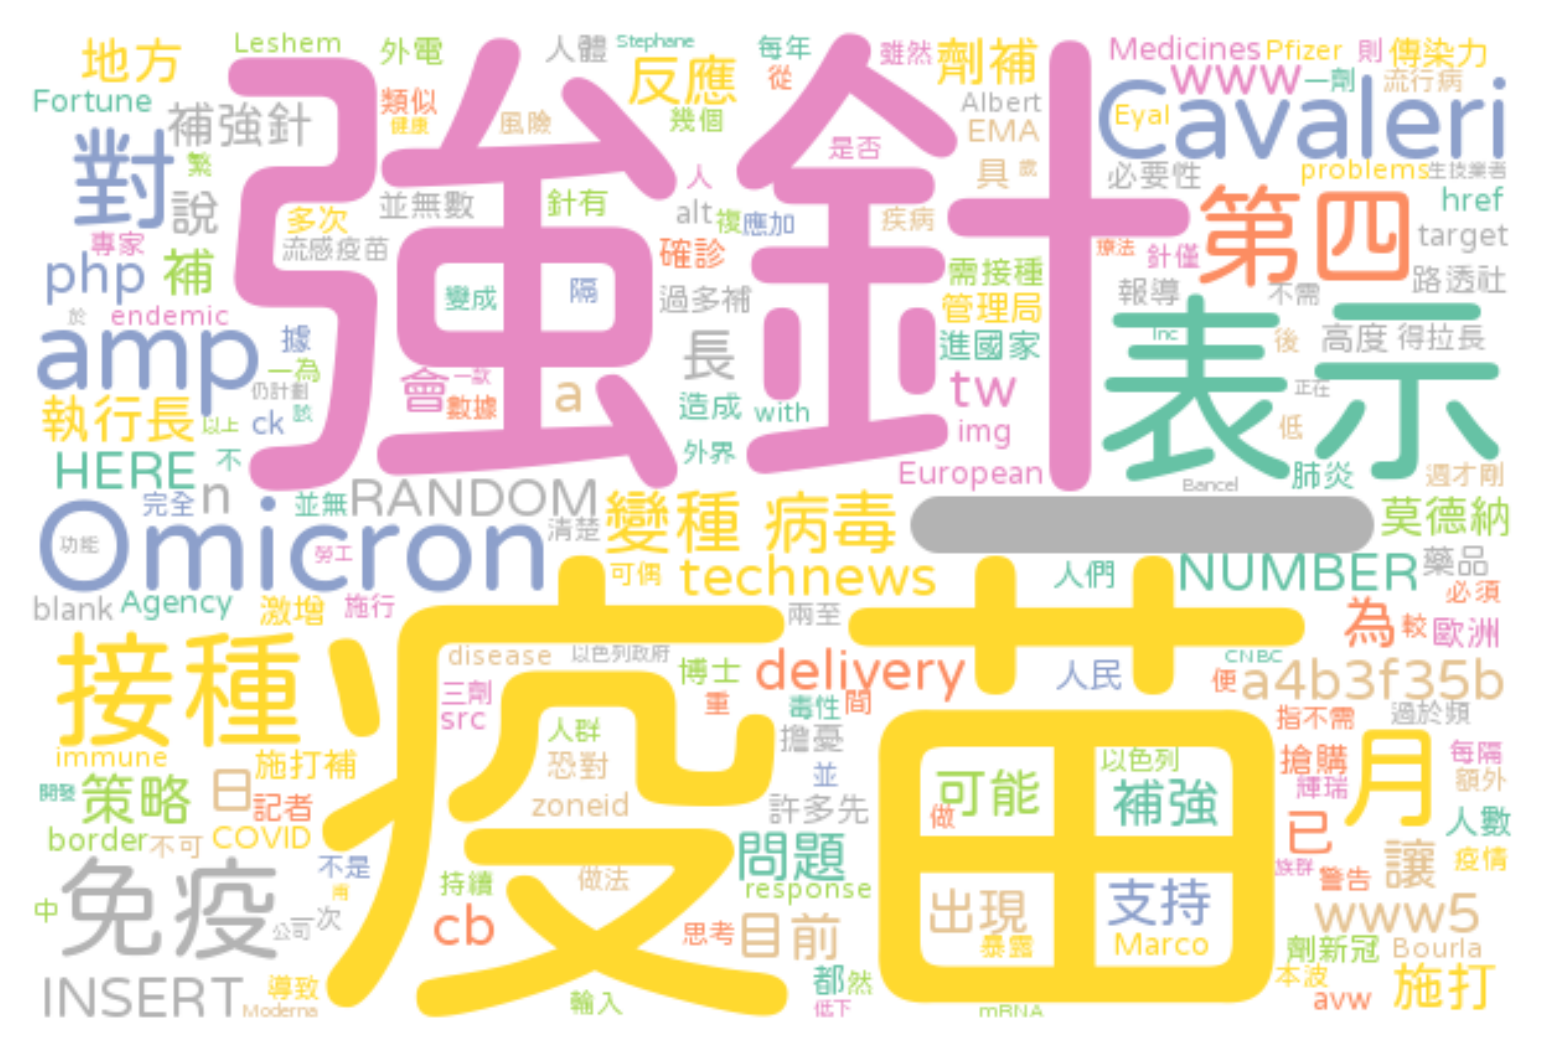 地方 Leshem 外電 人體 Stephane 每年 雖然 劑補 Medicines Pfizer 則 傳染力
Fortune 類似 反應 從 www 一劑 流行病
補強針 健康 風險 幾個 Albert Eyal Cavaleri
強針 是否 EMA
對 繁 人 具 歲 必要性 problems 生技業者
說 多次 並無數 針有 alt 複 應加 疾病 第四 href
專家 流感疫苗 確診 療法 針僅 target
php 補 變成 隔 過多補 需接種 報導 不需 路透社
於 endemic 管理局 表示 Inc
amp 據 長 進國家 後 高度 得拉長
一為 會 一款 a tw 正在
仍計劃 數據 造成 with
執行長 以上 ck 該 img 低
HERE 不 外界 European 肺炎 週才剛
完全 n 並無 RANDOM Bancel
Omicron 功能 清楚 變種 病毒 一 莫德納
勞工 可偶 technews 人們 NUMBER 藥品
blank Agency 激增 施行 兩至 必須
疫苗 為 較 歐洲
接種 disease 以色列政府 博士 delivery 人民 CNBC
三劑 重 便 a4b3f35b
src 毒性 間 指不需 過於頻
immune 施打補 人群 擔憂 以色列 搶購 月 每隔
恐對 並 輝瑞 額外
開發 策略 日 記者 zoneid 許多先 可能 做 補強 人數
border 不可 COVID 已
不是 問題 讓 疫情
免疫 用 持續 做法 response 族群 警告
中 一次 出現 支持 www5
公司 cb 思考 目前 暴露 Marco 劑新冠 Bourla
INSERT 導致 都 然 本波 施打
Moderna 輸入 低下 mRNA avw